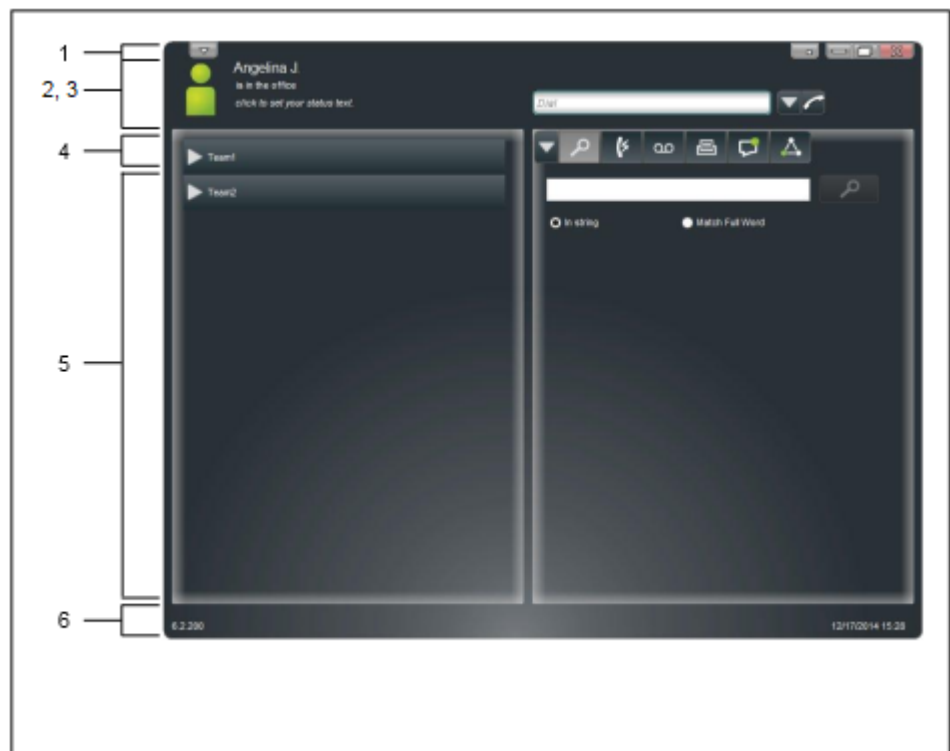 1
2, 3
Angelina J.
is in the office
click to set your status text.
Dial
4
Team1
Team2
In string
Match Full Word
5
6
6.2.200
12/17/2014 15:28